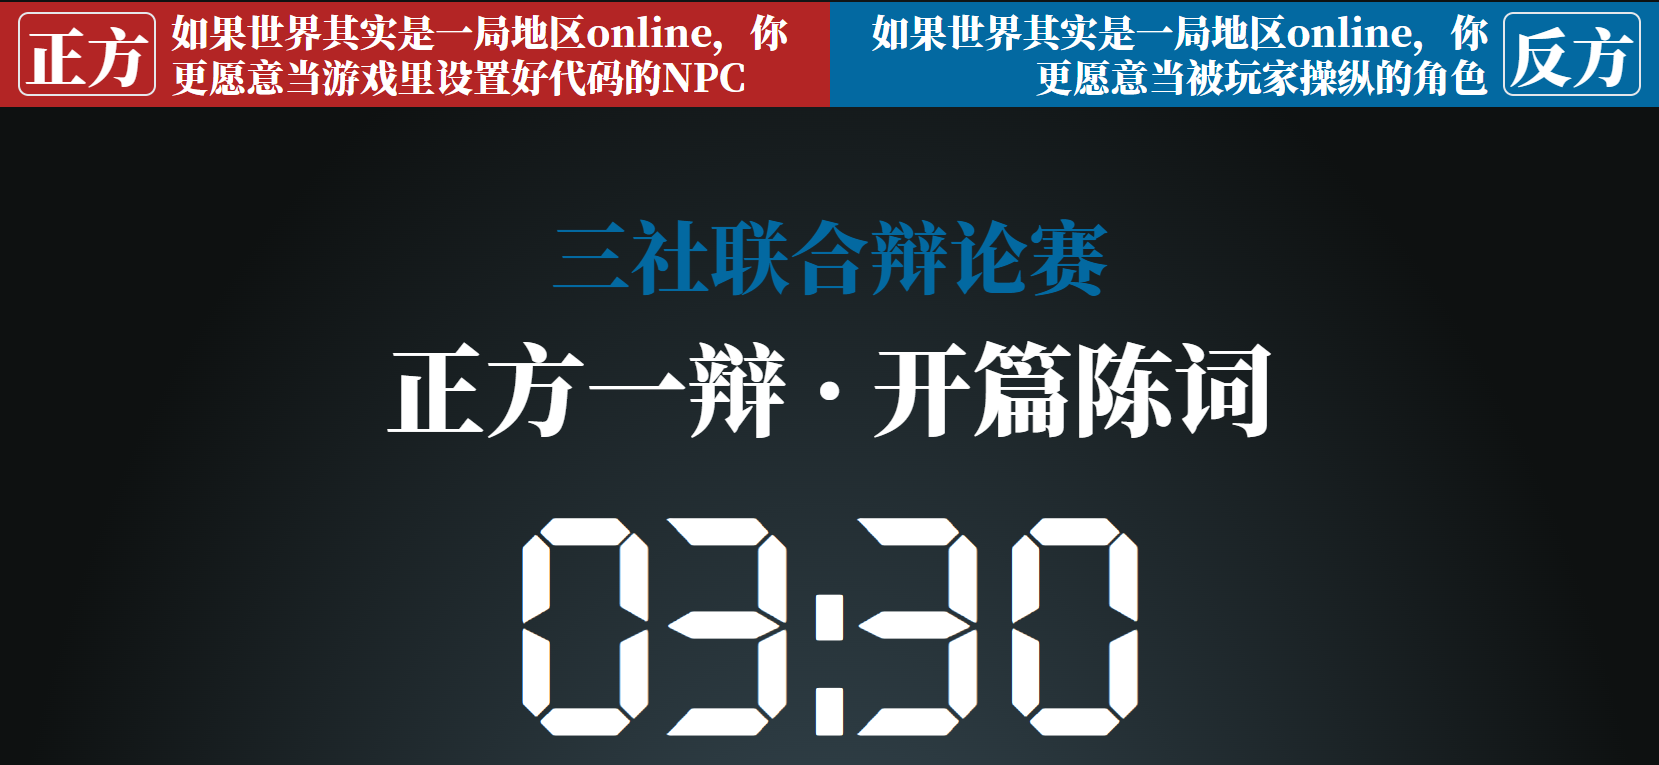 正方
如果世界其实是一局地区online，你
更愿意当游戏里设置好代码的NPC
如果世界其实是一局地区online，你
更愿意当被玩家操纵的角色
反方
三社联合辩论赛
正方一辩·开篇陈词
03:30